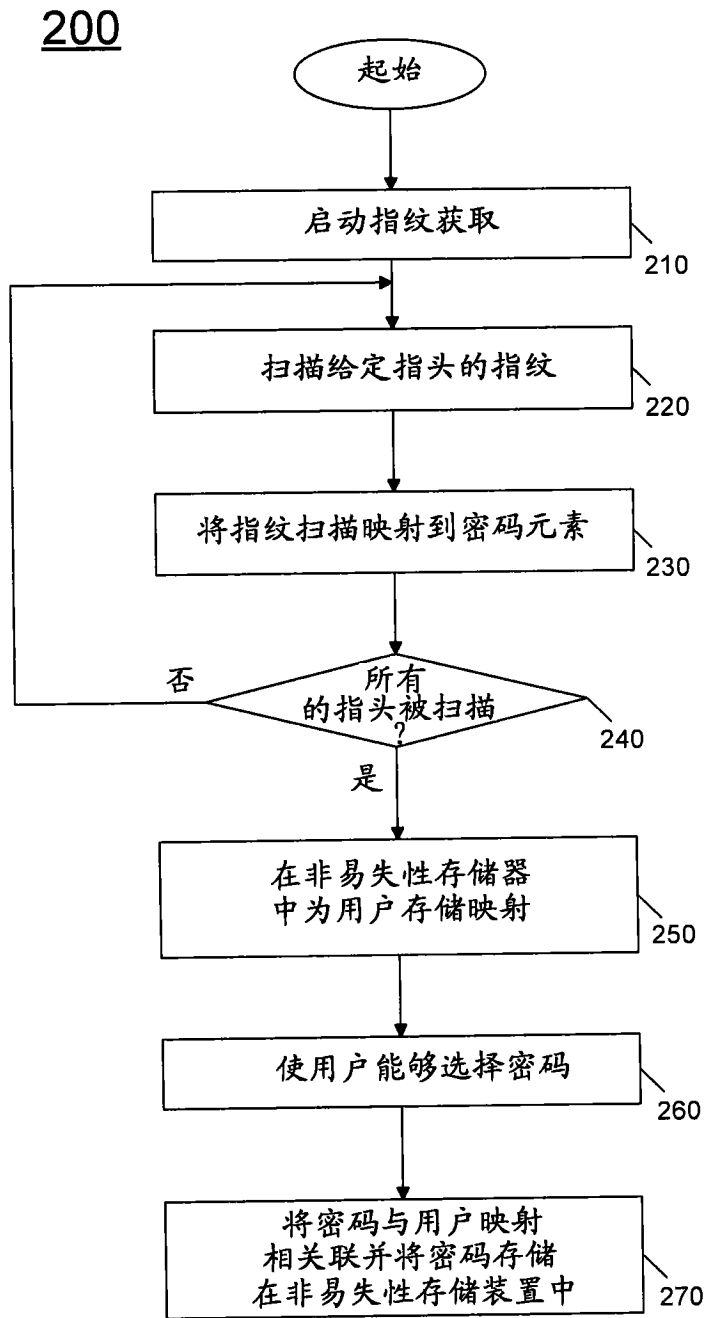 200
起始
启动指纹获取
210
扫描给定指头的指纹
220
将指纹扫描映射到密码元素
230
否
所有
的指头被扫描
?
240
是
在非易失性存储器
中为用户存储映射
250
使用户能够选择密码
260
将密码与用户映射
相关联并将密码存储
在非易失性存储装置中
270